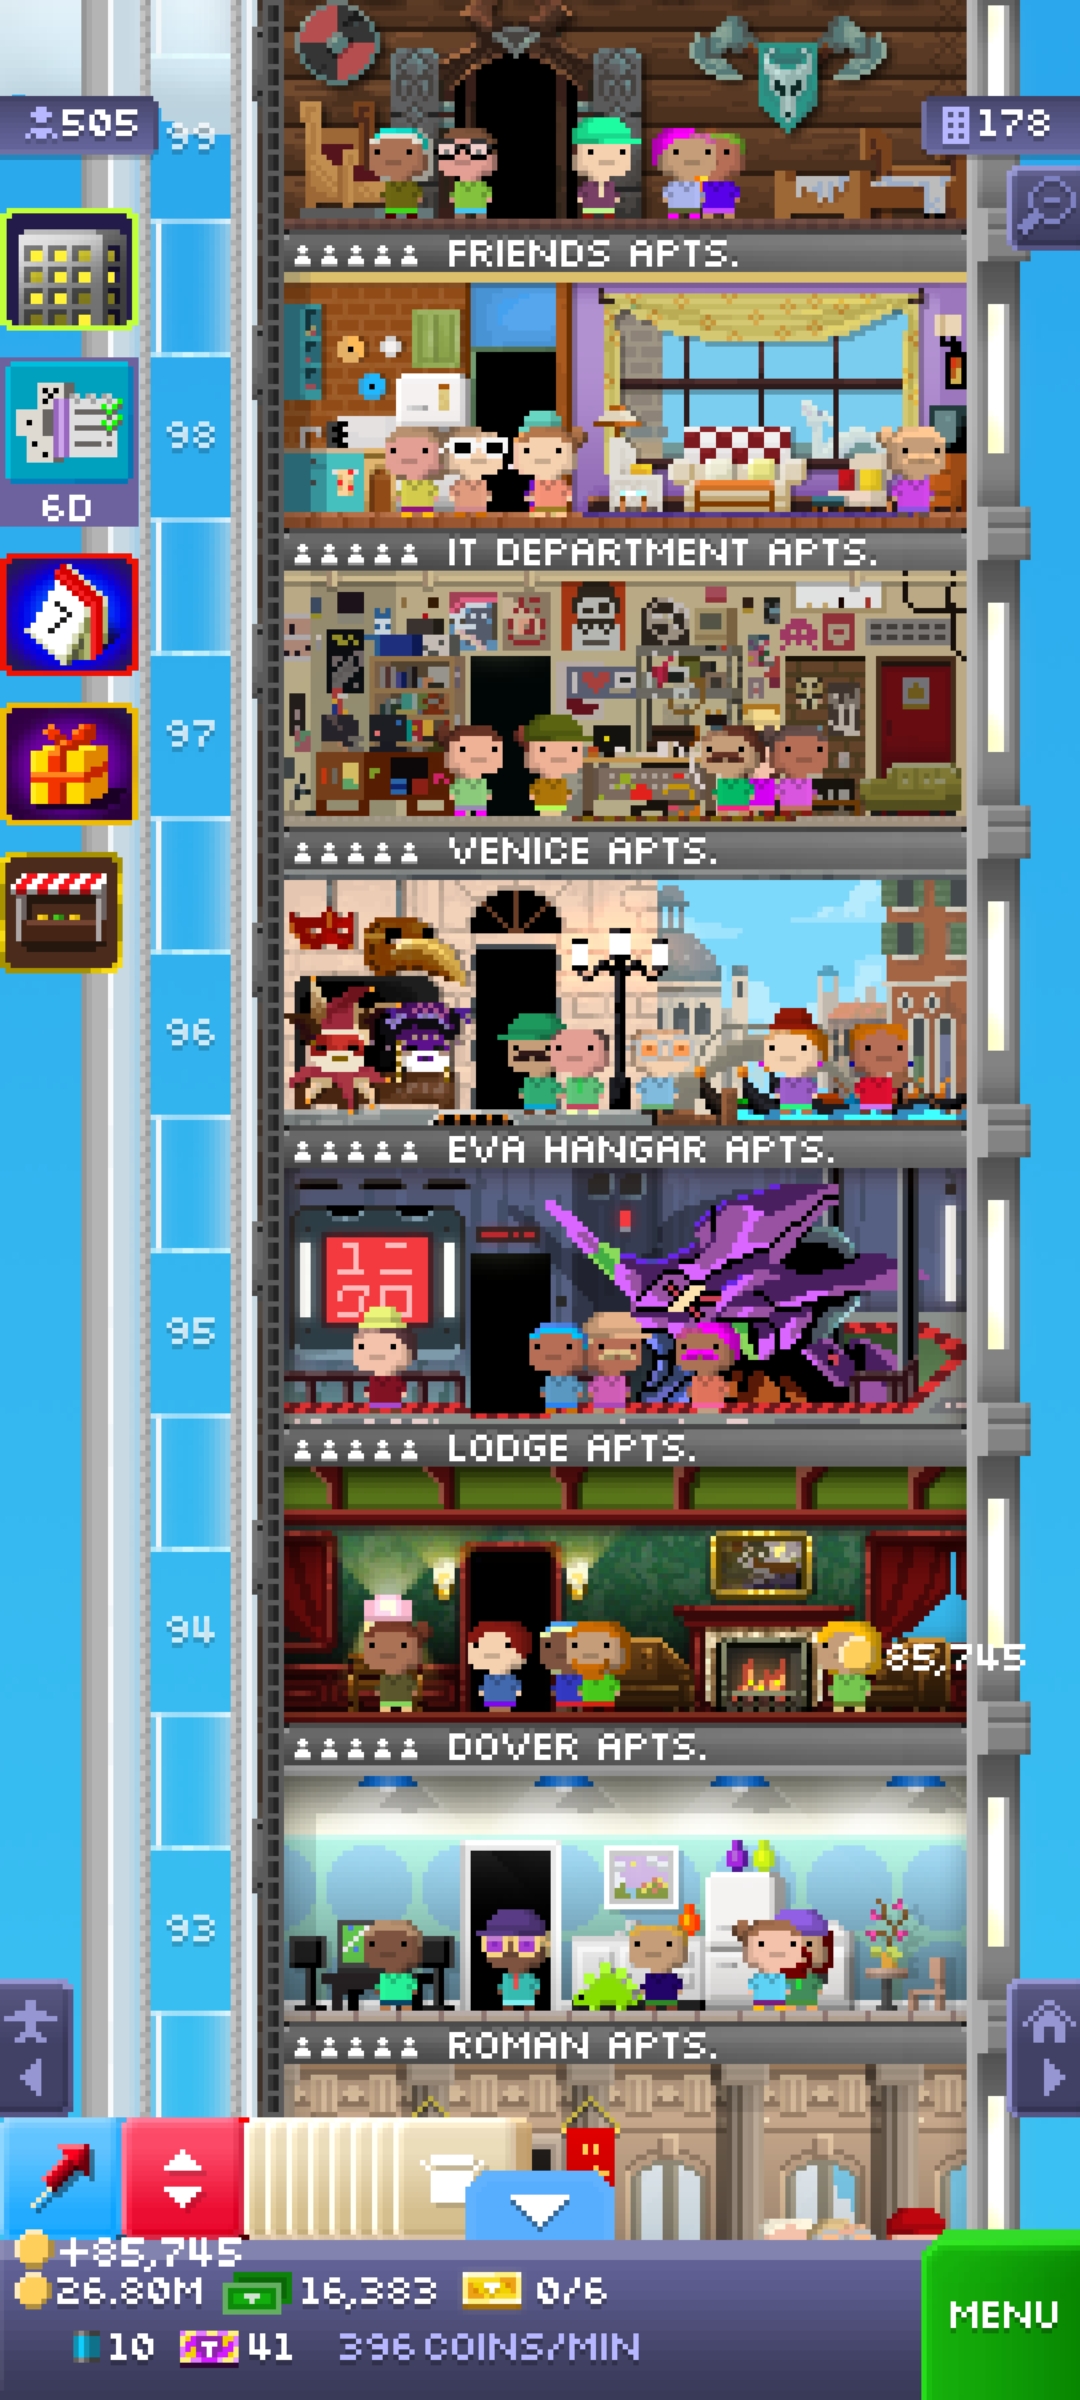 505
99
178
FRIENDS APTS.
98
6D
IT DEPARTMENT APTS.
7
97
VENICE APTS.
96
EVA HANGAR APTS.
95
LODGE APTS.
94
85,745
DOVER APTS.
93
ROMAN APTS.
+85,745
26.80M
16,383
0/6
MENU
10
T
41
396 COINS/MIN